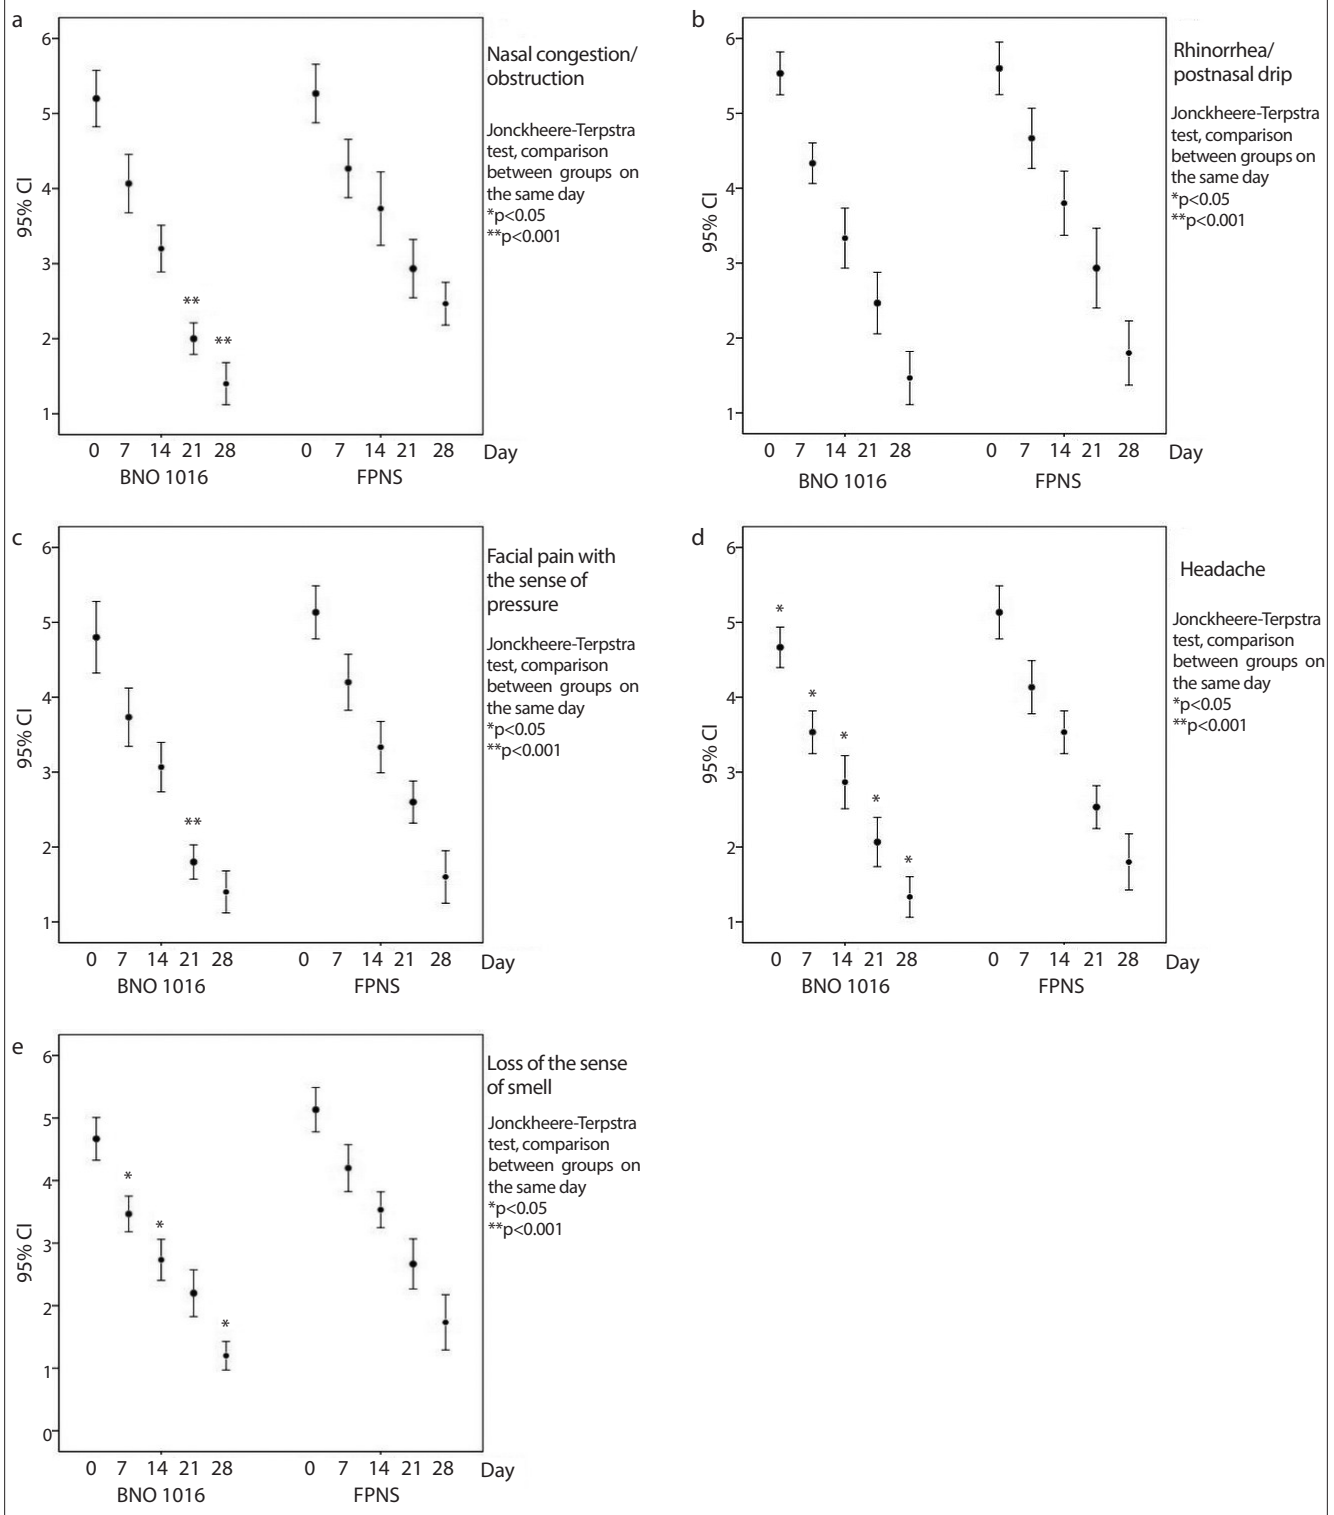 a
6
5
4
3
2
1
95% CI
**
**
0 7 14 21 28 0 7 14 21 28 Day
BNO 1016 FPNS
Nasal congestion/
obstruction
Jonckheere-Terpstra
test, comparison
between groups on
the same day
*p<0.05
**p<0.001
b
6
5
4
3
2
1
95% CI
0 7 14 21 28 0 7 14 21 28 Day
BNO 1016 FPNS
Rhinorrhea/
postnasal drip
Jonckheere-Terpstra
test, comparison
between groups on
the same day
*p<0.05
**p<0.001
c
6
5
4
3
2
1
95% CI
**
0 7 14 21 28 0 7 14 21 28 Day
BNO 1016 FPNS
Facial pain with
the sense of
pressure
Jonckheere-Terpstra
test, comparison
between groups on
the same day
*p<0.05
**p<0.001
d
6
5
4
3
2
1
95% CI
*
*
*
*
*
0 7 14 21 28 0 7 14 21 28 Day
BNO 1016 FPNS
Headache
Jonckheere-Terpstra
test, comparison
between groups on
the same day
*p<0.05
**p<0.001
e
6
5
4
3
2
1
0
95% CI
*
*
*
0 7 14 21 28 0 7 14 21 28 Day
BNO 1016 FPNS
Loss of the sense
of smell
Jonckheere-Terpstra
test, comparison
between groups on
the same day
*p<0.05
**p<0.001